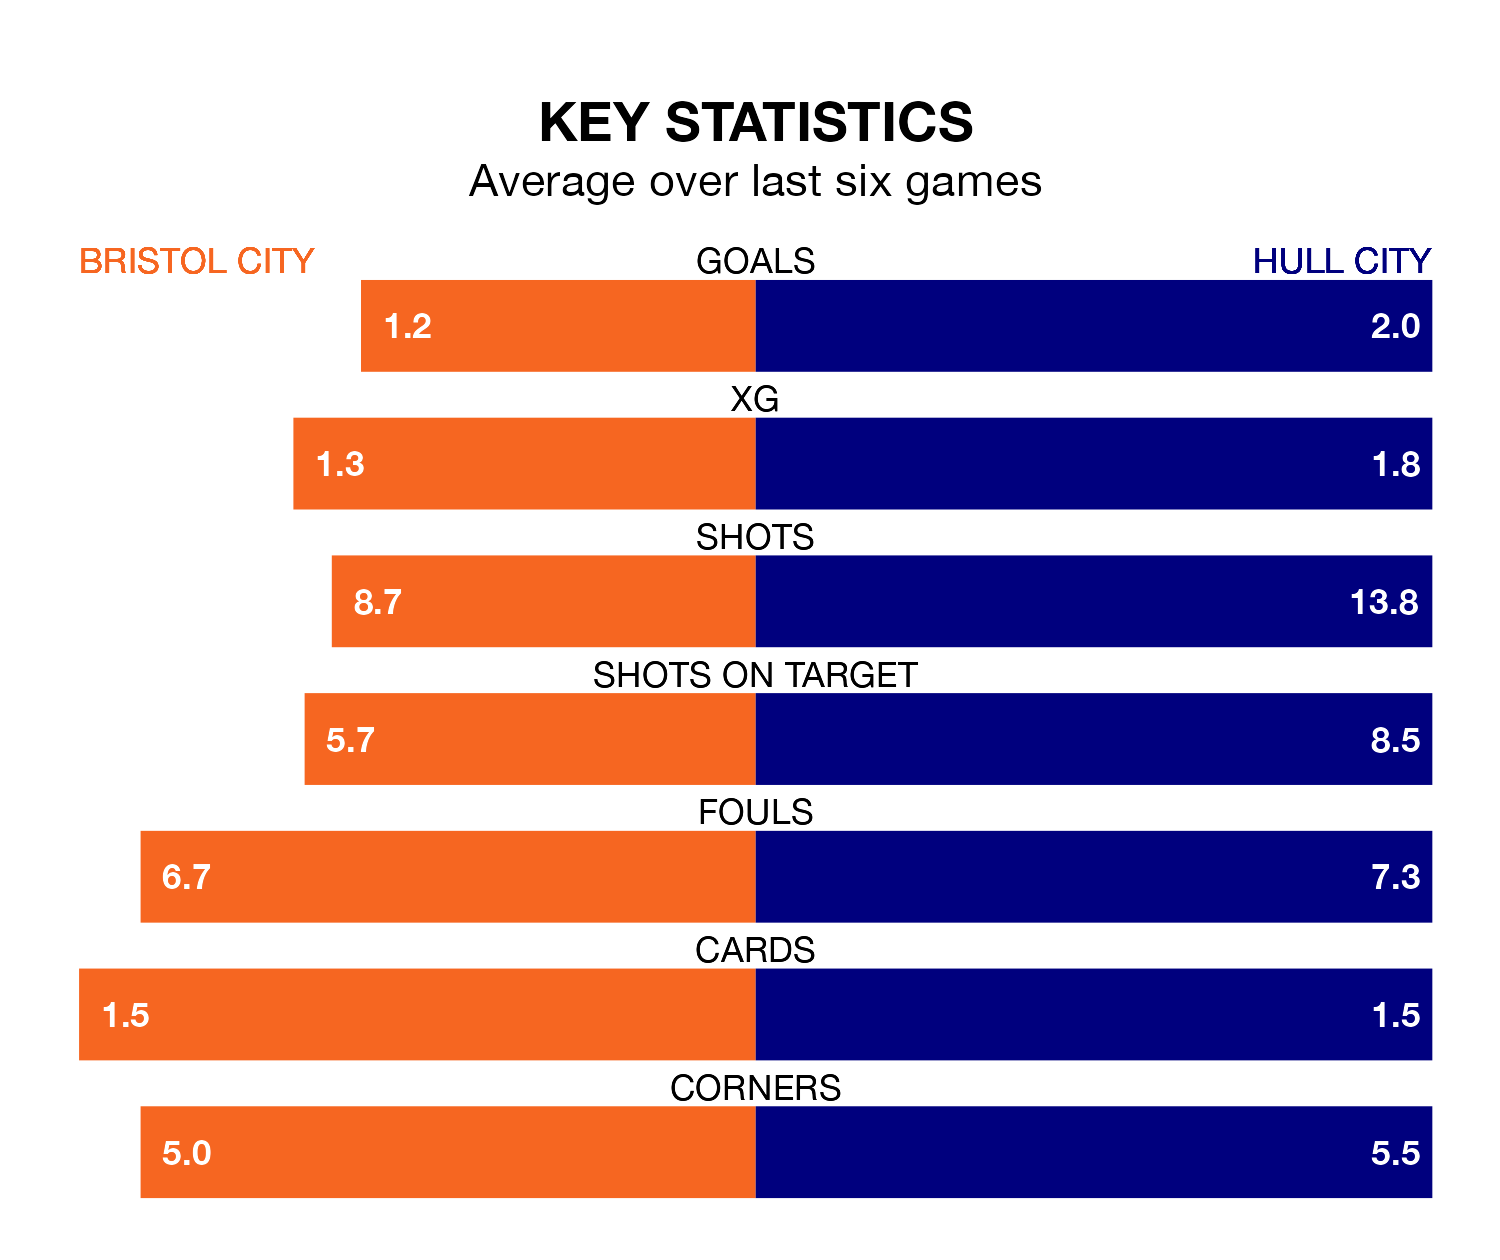 KEY STATISTICS
Average over last six games
BRISTOL CITY GOALS HULL CITY
1.2 2.0
XG
1.3 1.8
SHOTS
8.7 13.8
SHOTS ON TARGET
5.7 8.5
FOULS
6.7 7.3
CARDS
1.5 1.5
CORNERS
5.0 5.5